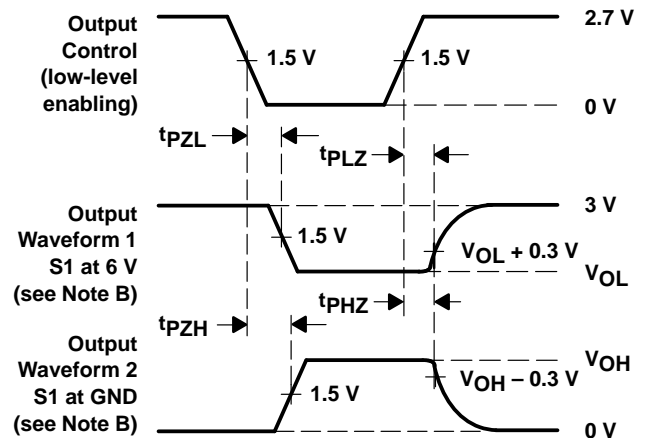 Output
Control
(low-level
enabling)
2.7 V
1.5 V
1.5 V
0 V
tPZL
tPLZ
Output
Waveform 1
S1 at 6 V
(see Note B)
3 V
1.5 V
VOL + 0.3 V
VOL
tPZH
tPHZ
Output
Waveform 2
S1 at GND
(see Note B)
VOH
1.5 V
VOH – 0.3 V
0 V